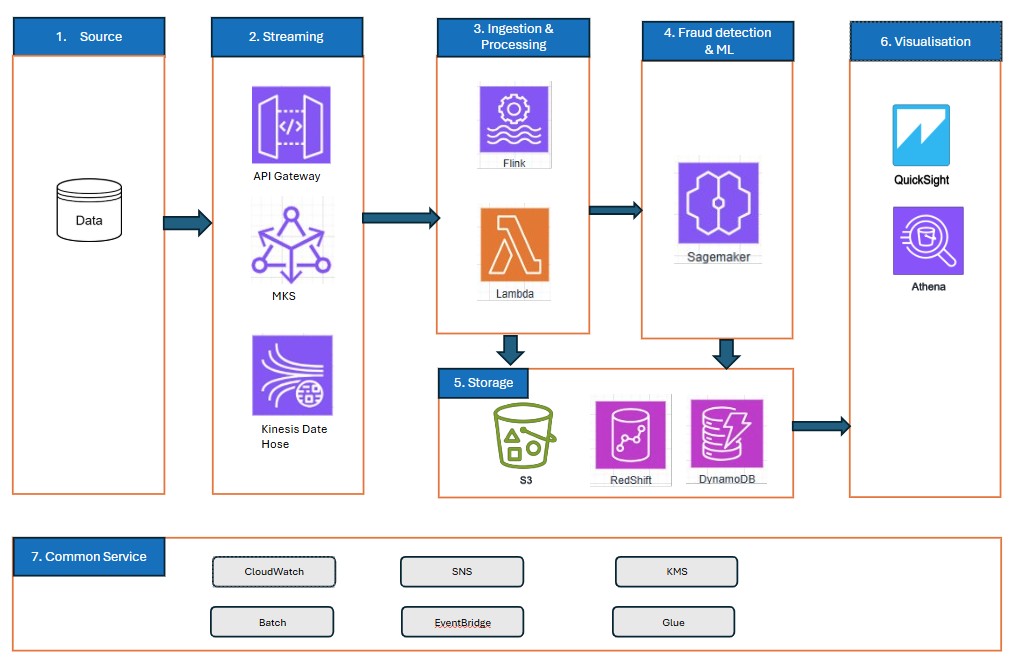 1. Source
2. Streaming
3. Ingestion &
Processing
4. Fraud detection
& ML
6. Visualisation
Data
API Gateway
MKS
Kinesis Date
Hose
Flink
Lambda
Sagemaker
QuickSight
Athena
5. Storage
S3
RedShift
DynamoDB
7. Common Service
CloudWatch
SNS
KMS
Batch
EventBridge
Glue